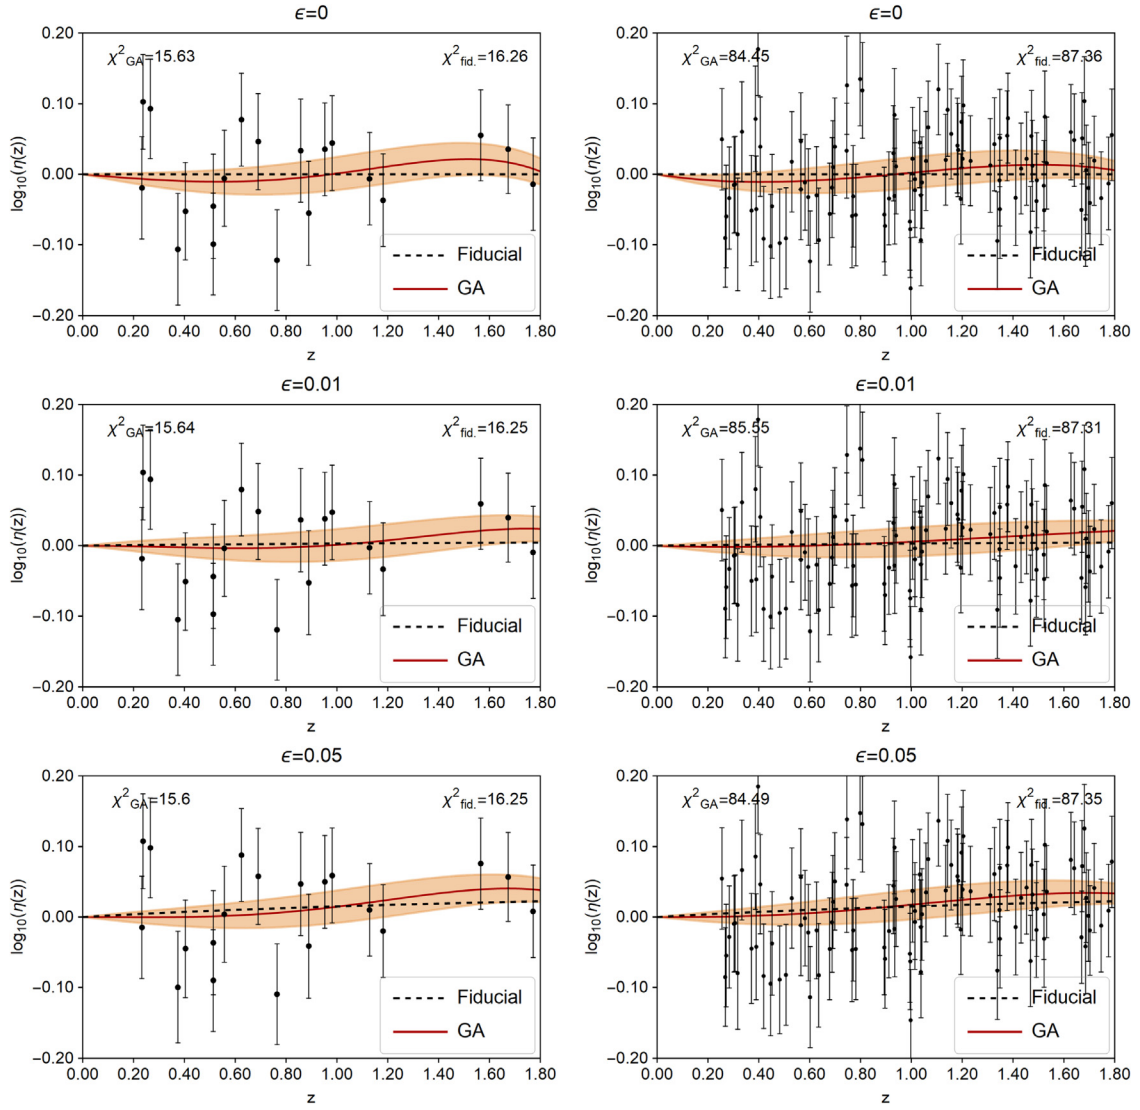 ϵ=0
ϵ=0
0.20
0.10
0.00
−0.10
−0.20
log₁₀(η(z))
χ²GA=15.63
χ²fid.=16.26
Fiducial
GA
0.00 0.20 0.40 0.60 0.80 1.00 1.20 1.40 1.60 1.80
z
0.20
0.10
0.00
−0.10
−0.20
log₁₀(η(z))
χ²GA=84.45
χ²fid.=87.36
Fiducial
GA
0.00 0.20 0.40 0.60 0.80 1.00 1.20 1.40 1.60 1.80
z
ϵ=0.01
ϵ=0.01
0.20
0.10
0.00
−0.10
−0.20
log₁₀(η(z))
χ²GA=15.64
χ²fid.=16.25
Fiducial
GA
0.00 0.20 0.40 0.60 0.80 1.00 1.20 1.40 1.60 1.80
z
0.20
0.10
0.00
−0.10
−0.20
log₁₀(η(z))
χ²GA=85.55
χ²fid.=87.31
Fiducial
GA
0.00 0.20 0.40 0.60 0.80 1.00 1.20 1.40 1.60 1.80
z
ϵ=0.05
ϵ=0.05
0.20
0.10
0.00
−0.10
−0.20
log₁₀(η(z))
χ²GA=15.6
χ²fid.=16.25
Fiducial
GA
0.00 0.20 0.40 0.60 0.80 1.00 1.20 1.40 1.60 1.80
z
0.20
0.10
0.00
−0.10
−0.20
log₁₀(η(z))
χ²GA=84.49
χ²fid.=87.35
Fiducial
GA
0.00 0.20 0.40 0.60 0.80 1.00 1.20 1.40 1.60 1.80
z